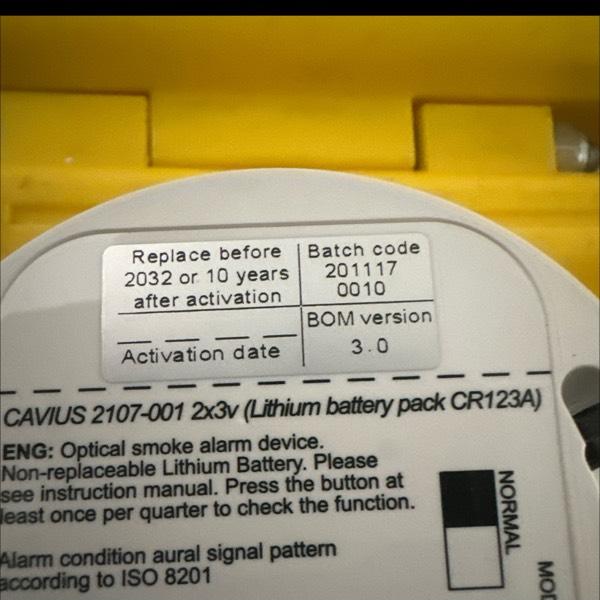 Replace before
2032 or 10 years
after activation
Activation date
Batch code
201117
0010
BOM version
3.0
CAVIUS 2107-001 2x3v (Lithium battery pack CR123A)
ENG: Optical smoke alarm device.
Non-replaceable Lithium Battery. Please
see instruction manual. Press the button at
least once per quarter to check the function.
Alarm condition aural signal pattern
according to ISO 8201
NORMAL